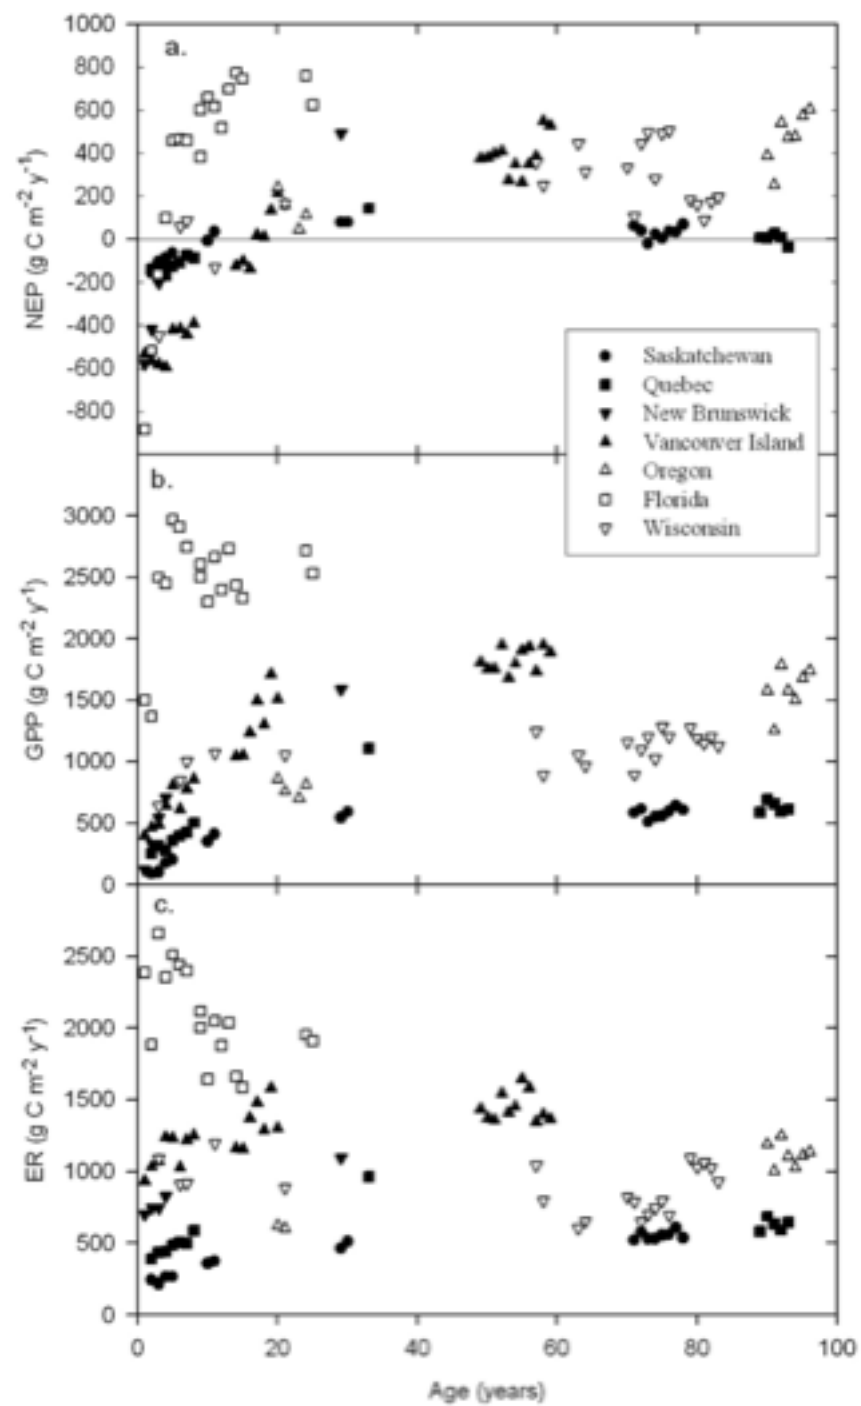 a.
1000
800
600
400
200
0
-200
-400
-600
-800
NEP (g C m-2 y-1)
Saskatchewan
Quebec
New Brunswick
Vancouver Island
Oregon
Florida
Wisconsin
b.
3000
2500
2000
1500
1000
500
0
GPP (g C m-2 y-1)
c.
2500
2000
1500
1000
500
0
ER (g C m-2 y-1)
0 20 40 60 80 100
Age (years)